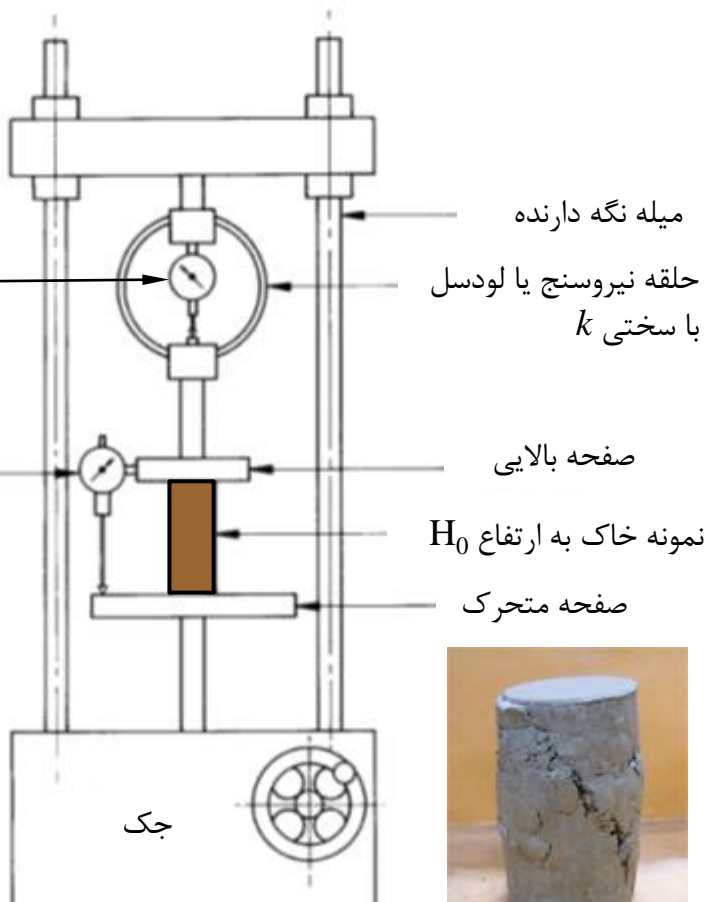 میله نگه دارنده
حلقه نیروسنج یا لودسل
با سختی k
صفحه بالایی
نمونه خاک به ارتفاع H₀
صفحه متحرک
جک